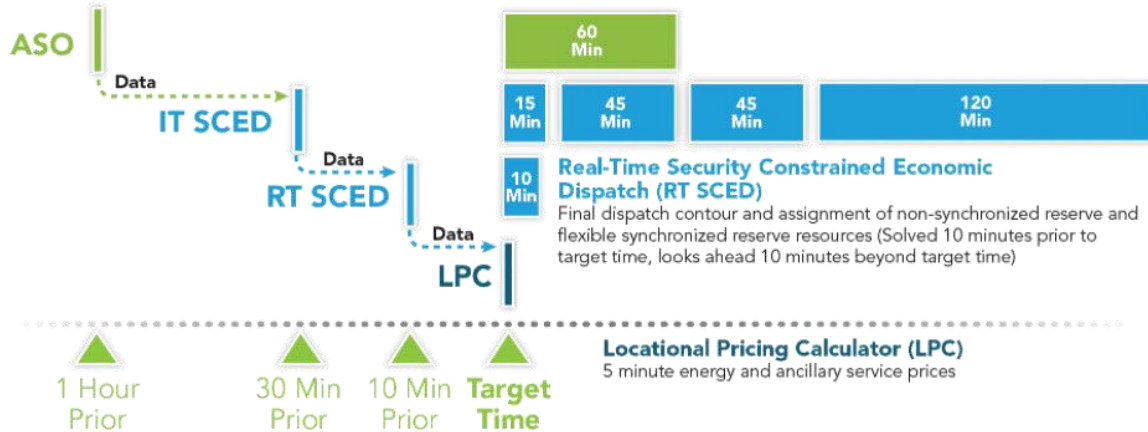 ASO
Data
IT SCED
Data
RT SCED
Data
LPC
60
Min
15
Min
45
Min
45
Min
120
Min
10
Min
Real-Time Security Constrained Economic
Dispatch (RT SCED)
Final dispatch contour and assignment of non-synchronized reserve and
flexible synchronized reserve resources (Solved 10 minutes prior to
target time, looks ahead 10 minutes beyond target time)
Locational Pricing Calculator (LPC)
5 minute energy and ancillary service prices
1 Hour
Prior
30 Min
Prior
10 Min
Prior
Target
Time